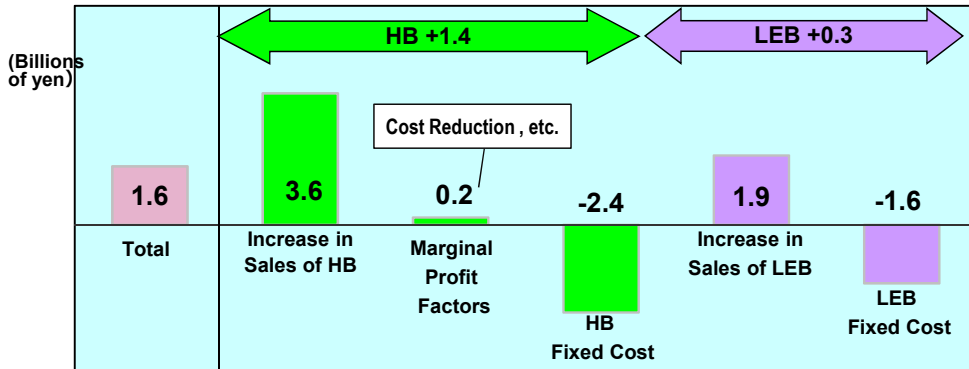 HB +1.4
LEB +0.3
(Billions
of yen)
Cost Reduction , etc.
1.6
3.6
0.2
-2.4
1.9
-1.6
Total
Increase in
Sales of HB
Marginal
Profit
Factors
HB
Fixed Cost
Increase in
Sales of LEB
LEB
Fixed Cost